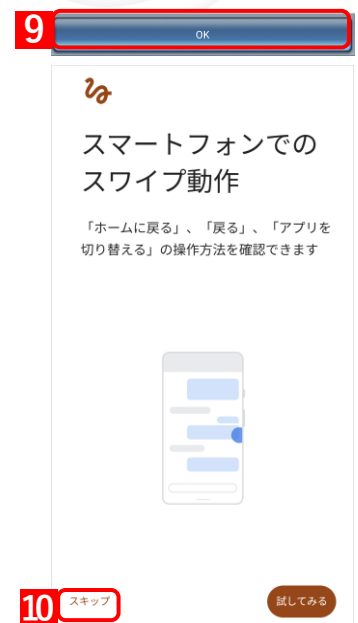 9
OK
スマートフォンでの
スワイプ動作
「ホームに戻る」、「戻る」、「アプリを
切り替える」の操作方法を確認できます
10
スキップ
試してみる